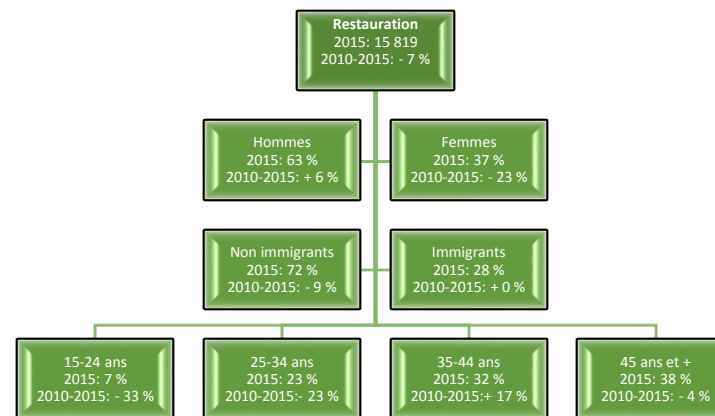 Restauration
2015: 15 819
2010-2015: - 7 %
Hommes
2015: 63 %
2010-2015: + 6 %
Femmes
2015: 37 %
2010-2015: - 23 %
Non immigrants
2015: 72 %
2010-2015: - 9 %
Immigrants
2015: 28 %
2010-2015: + 0 %
15-24 ans
2015: 7 %
2010-2015: - 33 %
25-34 ans
2015: 23 %
2010-2015:- 23 %
35-44 ans
2015: 32 %
2010-2015:+ 17 %
45 ans et +
2015: 38 %
2010-2015: - 4 %